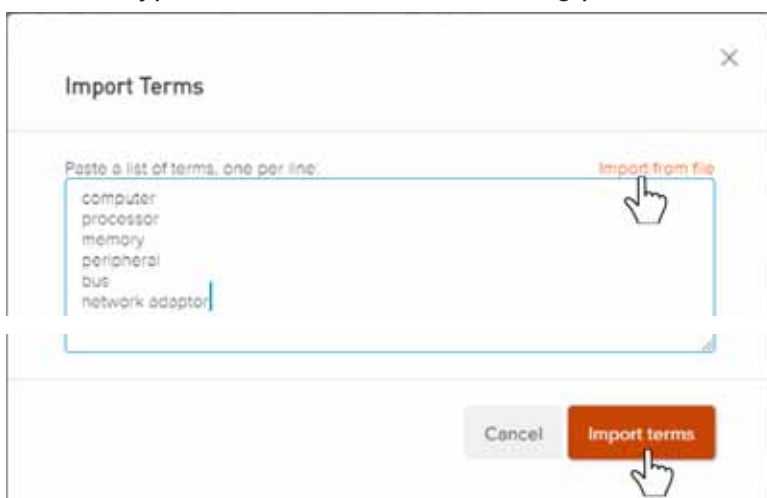 Import Terms
Paste a list of terms, one per line:
Import from file
computer
processor
memory
peripheral
bus
network adaptor
Cancel
Import terms